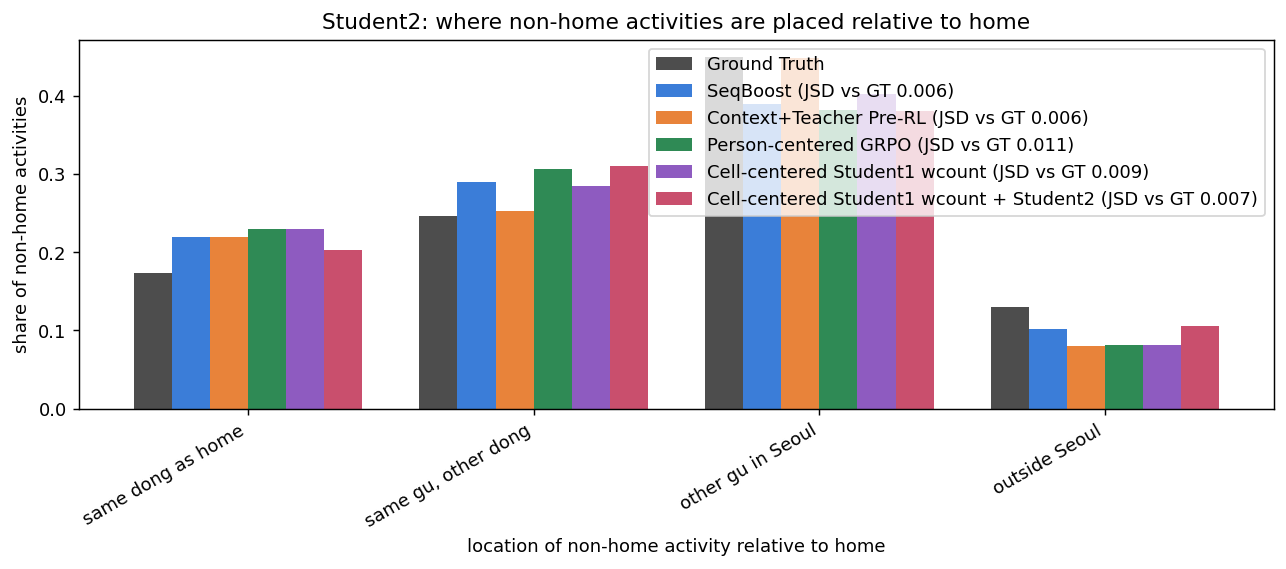 Student2: where non-home activities are placed relative to home
Ground Truth
SeqBoost (JSD vs GT 0.006)
Context+Teacher Pre-RL (JSD vs GT 0.006)
Person-centered GRPO (JSD vs GT 0.011)
Cell-centered Student1 wcount (JSD vs GT 0.009)
Cell-centered Student1 wcount + Student2 (JSD vs GT 0.007)
share of non-home activities
0.4
0.3
0.2
0.1
0.0
same dong as home
same gu, other dong
other gu in Seoul
outside Seoul
location of non-home activity relative to home